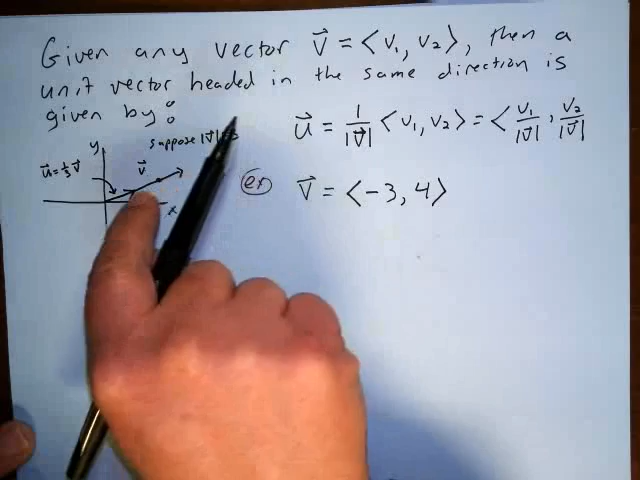 Given any vector v⃗ = ⟨v₁, v₂⟩, then a
unit vector headed in the same direction is
given by:
u⃗ = 1/|v⃗| ⟨v₁, v₂⟩ = ⟨v₁/|v⃗|, v₂/|v⃗|
suppose |v⃗|
y
u⃗ = 1/3 v⃗
v⃗
x
ex v⃗ = ⟨-3, 4⟩